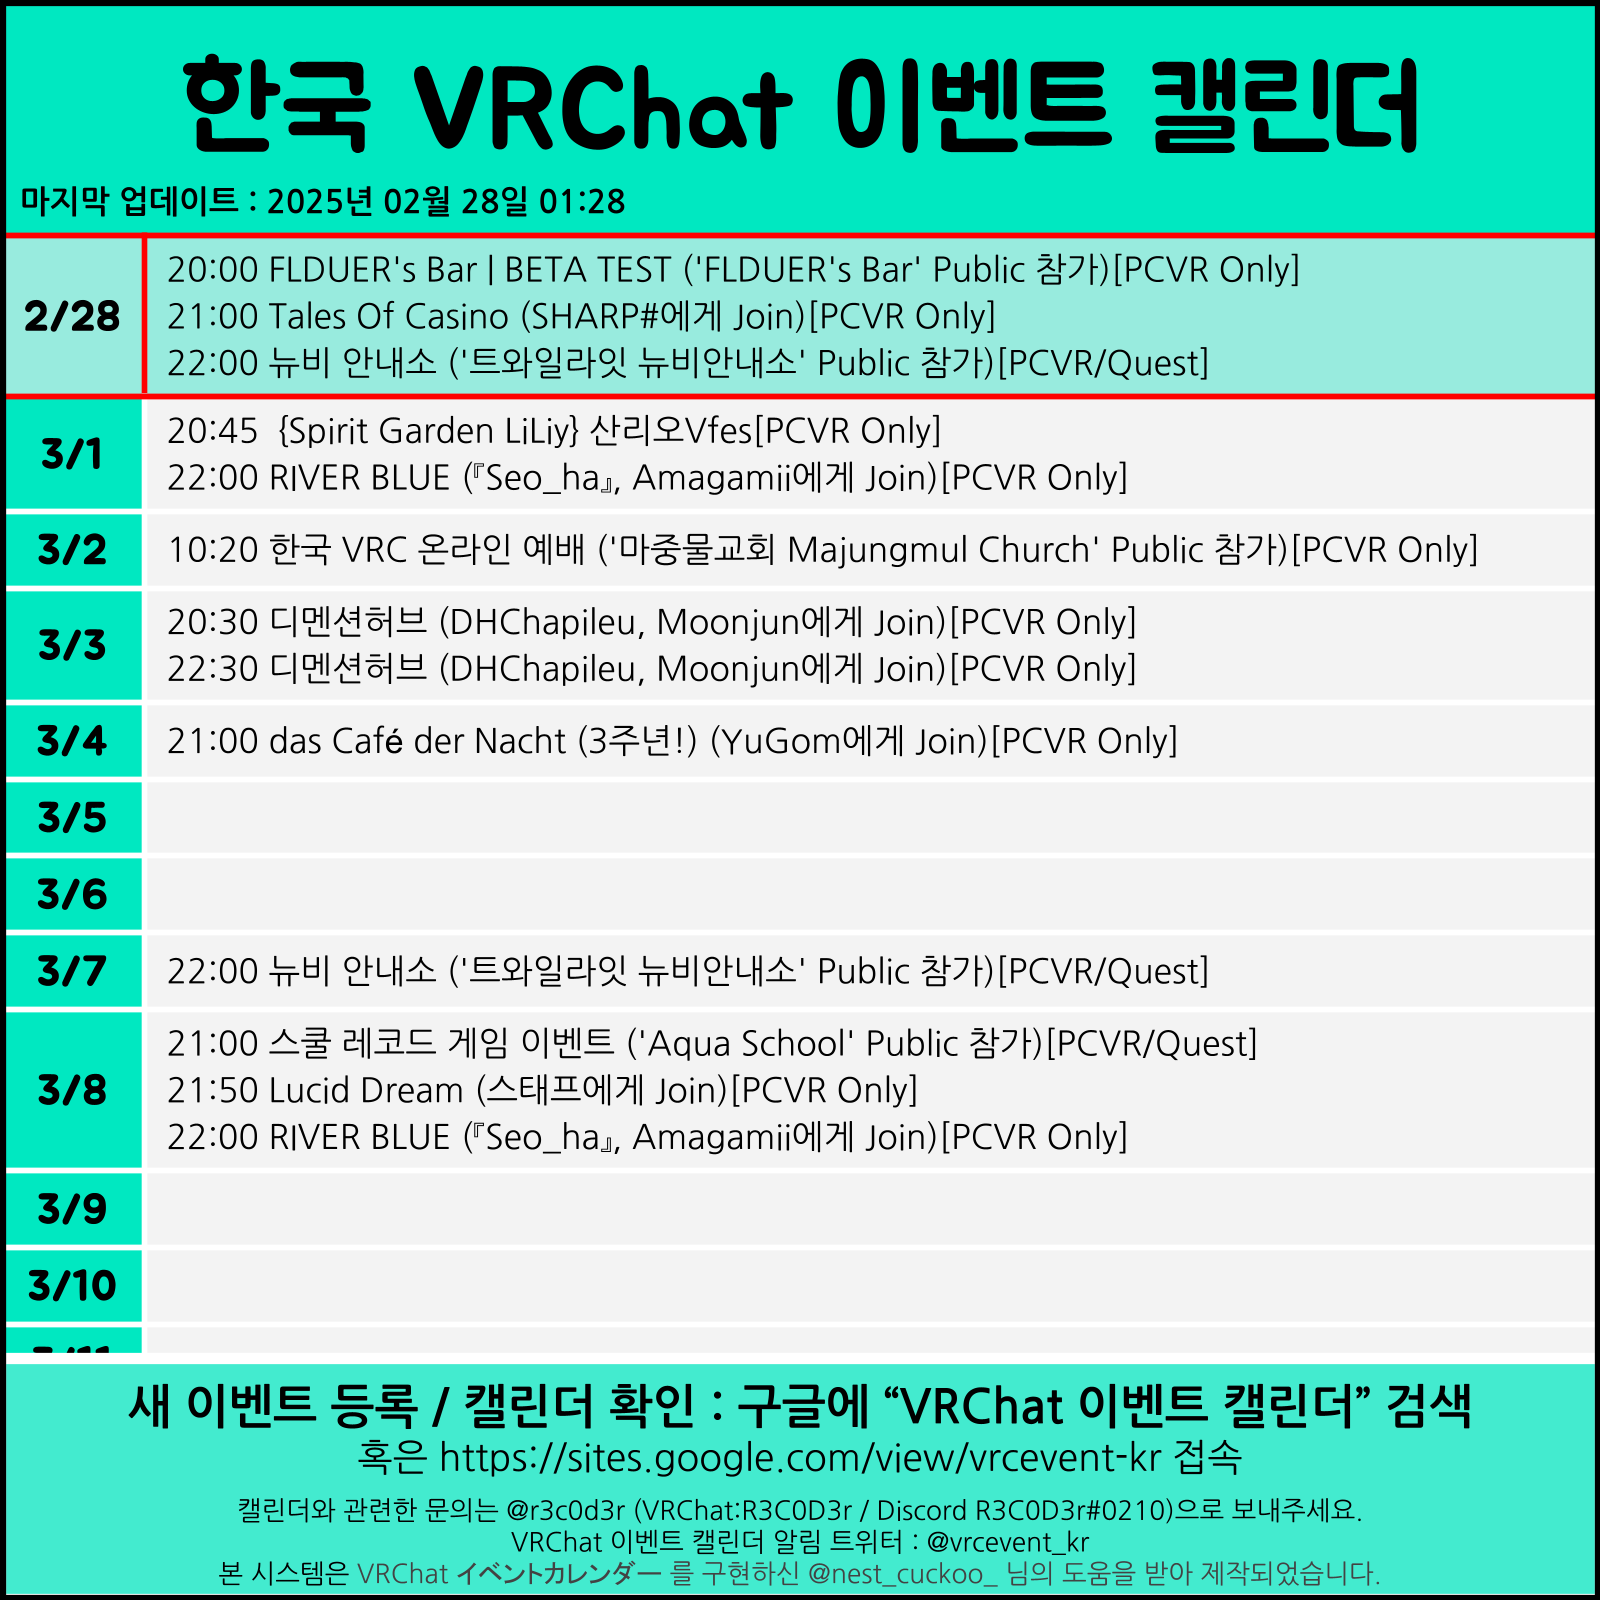 한국 VRChat 이벤트 캘린더
마지막 업데이트 : 2025년 02월 28일 01:28
2/28
20:00 FLDUER's Bar | BETA TEST ('FLDUER's Bar' Public 참가)[PCVR Only]
21:00 Tales Of Casino (SHARP#에게 Join)[PCVR Only]
22:00 뉴비 안내소 ('트와일라잇 뉴비안내소' Public 참가)[PCVR/Quest]
3/1
20:45  {Spirit Garden LiLiy} 산리오Vfes[PCVR Only]
22:00 RIVER BLUE (『Seo_ha』, Amagamii에게 Join)[PCVR Only]
3/2
10:20 한국 VRC 온라인 예배 ('마중물교회 Majungmul Church' Public 참가)[PCVR Only]
3/3
20:30 디멘션허브 (DHChapileu, Moonjun에게 Join)[PCVR Only]
22:30 디멘션허브 (DHChapileu, Moonjun에게 Join)[PCVR Only]
3/4
21:00 das Café der Nacht (3주년!) (YuGom에게 Join)[PCVR Only]
3/5
3/6
3/7
22:00 뉴비 안내소 ('트와일라잇 뉴비안내소' Public 참가)[PCVR/Quest]
3/8
21:00 스쿨 레코드 게임 이벤트 ('Aqua School' Public 참가)[PCVR/Quest]
21:50 Lucid Dream (스태프에게 Join)[PCVR Only]
22:00 RIVER BLUE (『Seo_ha』, Amagamii에게 Join)[PCVR Only]
3/9
3/10
새 이벤트 등록 / 캘린더 확인 : 구글에 “VRChat 이벤트 캘린더” 검색
혹은 https://sites.google.com/view/vrcevent-kr 접속
캘린더와 관련한 문의는 @r3c0d3r (VRChat:R3C0D3r / Discord R3C0D3r#0210)으로 보내주세요.
VRChat 이벤트 캘린더 알림 트위터 : @vrcevent_kr
본 시스템은 VRChat イベントカレンダー 를 구현하신 @nest_cuckoo_ 님의 도움을 받아 제작되었습니다.